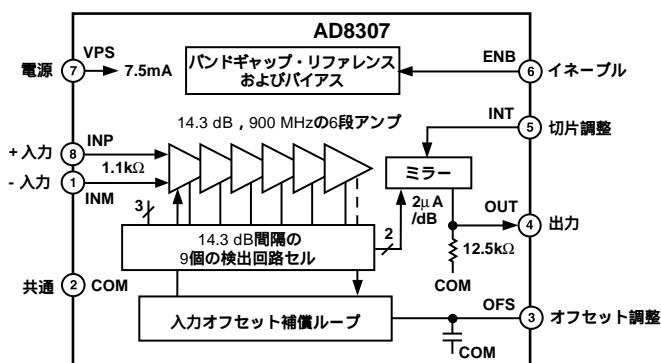 AD8307
電源
7
VPS
7.5mA
バンドギャップ・リファレンス
およびバイアス
ENB
6
イネーブル
14.3 dB , 900 MHzの6段アンプ
INT
5
切片調整
+入力
8
INP
1.1kΩ
-入力
1
INM
ミラー
3
2
2μA
/dB
OUT
4
出力
14.3 dB間隔の
9個の検出回路セル
12.5kΩ
COM
共通
2
COM
入力オフセット補償ループ
OFS
3
オフセット調整
COM